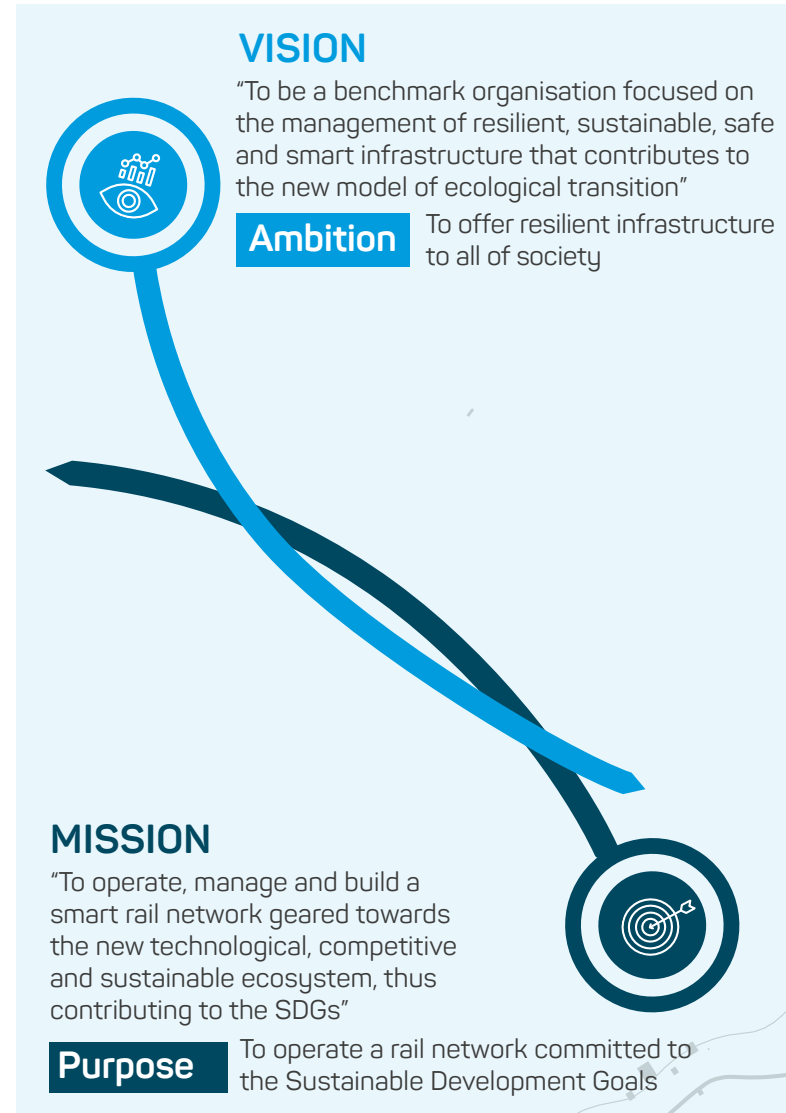 VISION
“To be a benchmark organisation focused on
the management of resilient, sustainable, safe
and smart infrastructure that contributes to
the new model of ecological transition”
Ambition
To offer resilient infrastructure
to all of society
MISSION
“To operate, manage and build a
smart rail network geared towards
the new technological, competitive
and sustainable ecosystem, thus
contributing to the SDGs”
Purpose
To operate a rail network committed to
the Sustainable Development Goals